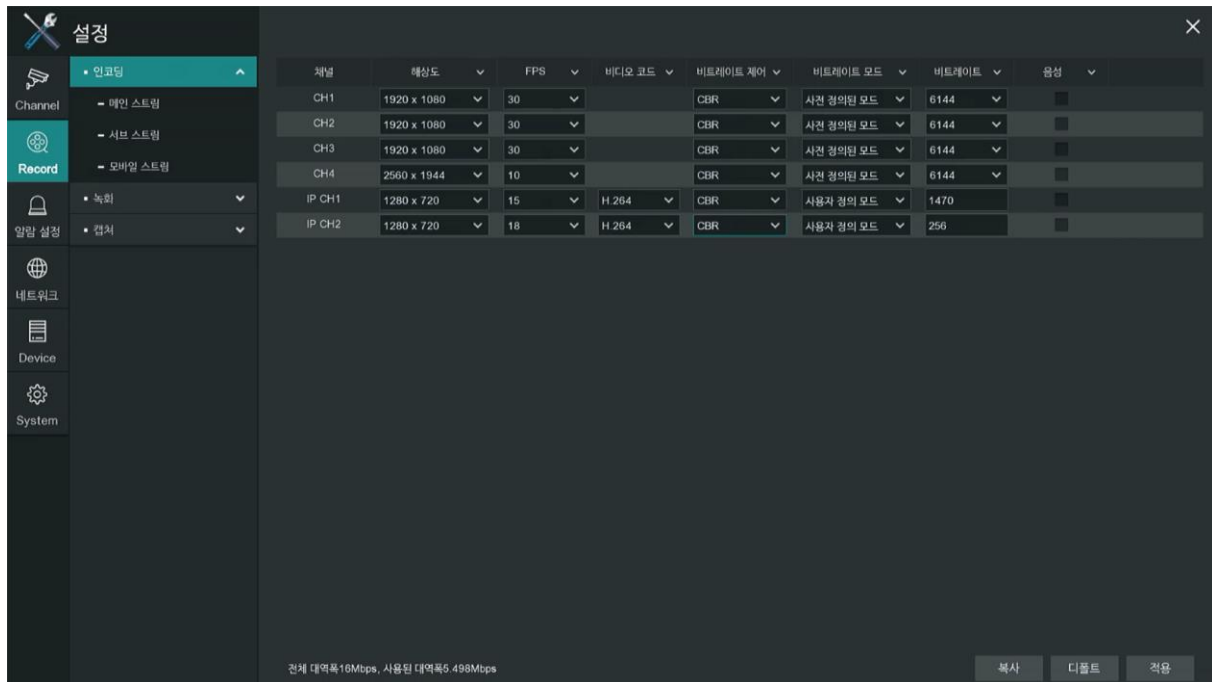 설정
Channel
Record
알람 설정
네트워크
Device
System
인코딩
메인 스트림
서브 스트림
모바일 스트림
녹회
캡처
채널 해상도 FPS 비디오 코드 비트레이트 제어 비트레이트 모드 비트레이트 음성
CH1 1920 x 1080 30 CBR 사전 정의된 모드 6144
CH2 1920 x 1080 30 CBR 사전 정의된 모드 6144
CH3 1920 x 1080 30 CBR 사전 정의된 모드 6144
CH4 2560 x 1944 10 CBR 사전 정의된 모드 6144
IP CH1 1280 x 720 15 H.264 CBR 사용자 정의 모드 1470
IP CH2 1280 x 720 18 H.264 CBR 사용자 정의 모드 256
전체 대역폭16Mbps, 사용된 대역폭5.498Mbps
복사 디폴트 적용